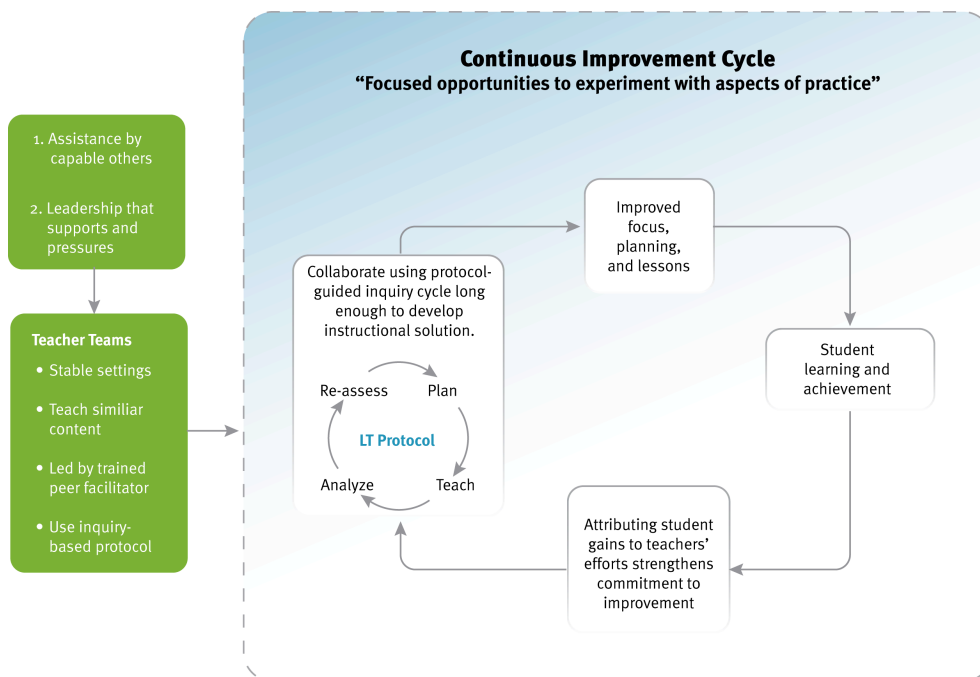 Continuous Improvement Cycle
“Focused opportunities to experiment with aspects of practice”
1. Assistance by
capable others
2. Leadership that
supports and
pressures
Teacher Teams
• Stable settings
• Teach similiar
content
• Led by trained
peer facilitator
• Use inquiry-
based protocol
Collaborate using protocol-
guided inquiry cycle long
enough to develop
instructional solution.
Re-assess
Plan
LT Protocol
Analyze
Teach
Improved
focus,
planning,
and lessons
Student
learning and
achievement
Attributing student
gains to teachers’
efforts strengthens
commitment to
improvement